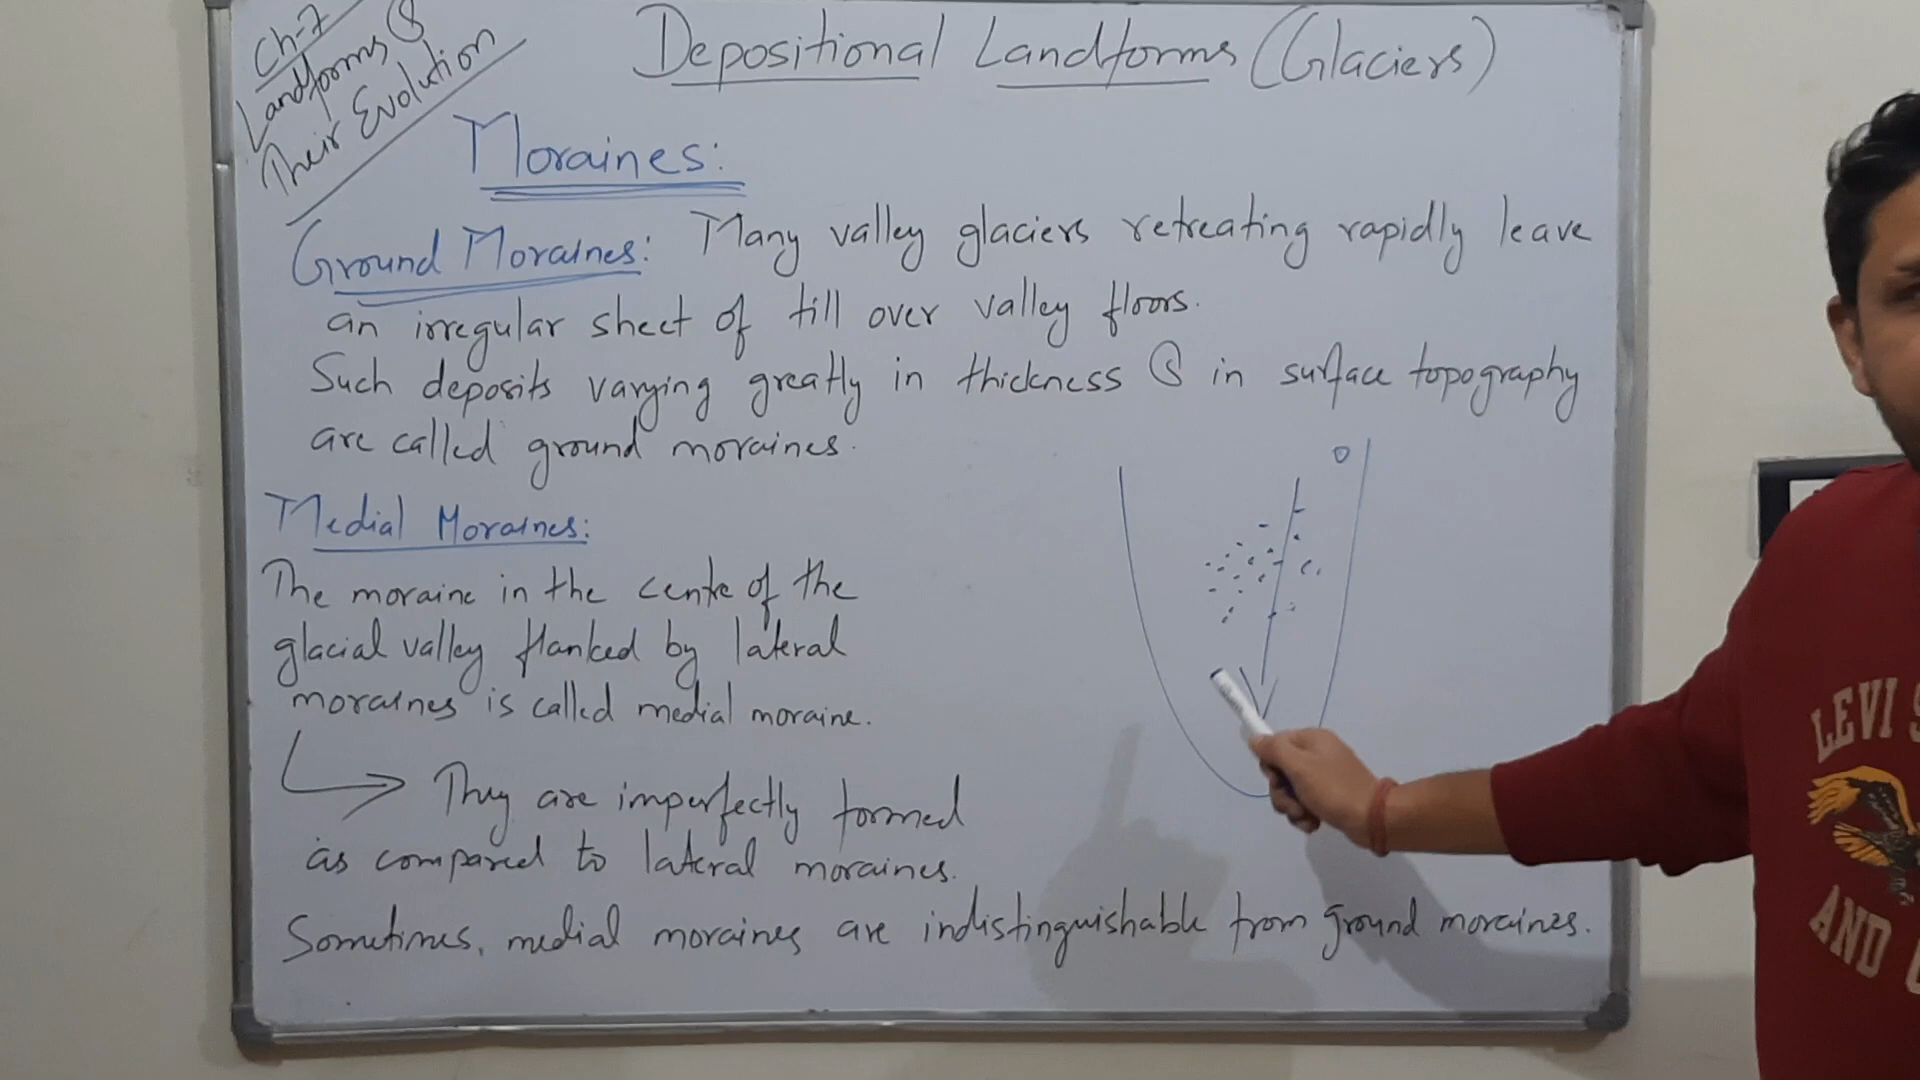 Ch-7
Landforms &
Their Evolution
Depositional Landforms (Glaciers)
Moraines:
Ground Moraines: Many valley glaciers retreating rapidly leave
an irregular sheet of till over valley floors.
Such deposits varying greatly in thickness & in surface topography
are called ground moraines.
Medial Moraines:
The moraine in the centre of the
glacial valley flanked by lateral
moraines is called medial moraine.
They are imperfectly formed
as compared to lateral moraines.
Sometimes, medial moraines are indistinguishable from ground moraines.
LEVI S
AND